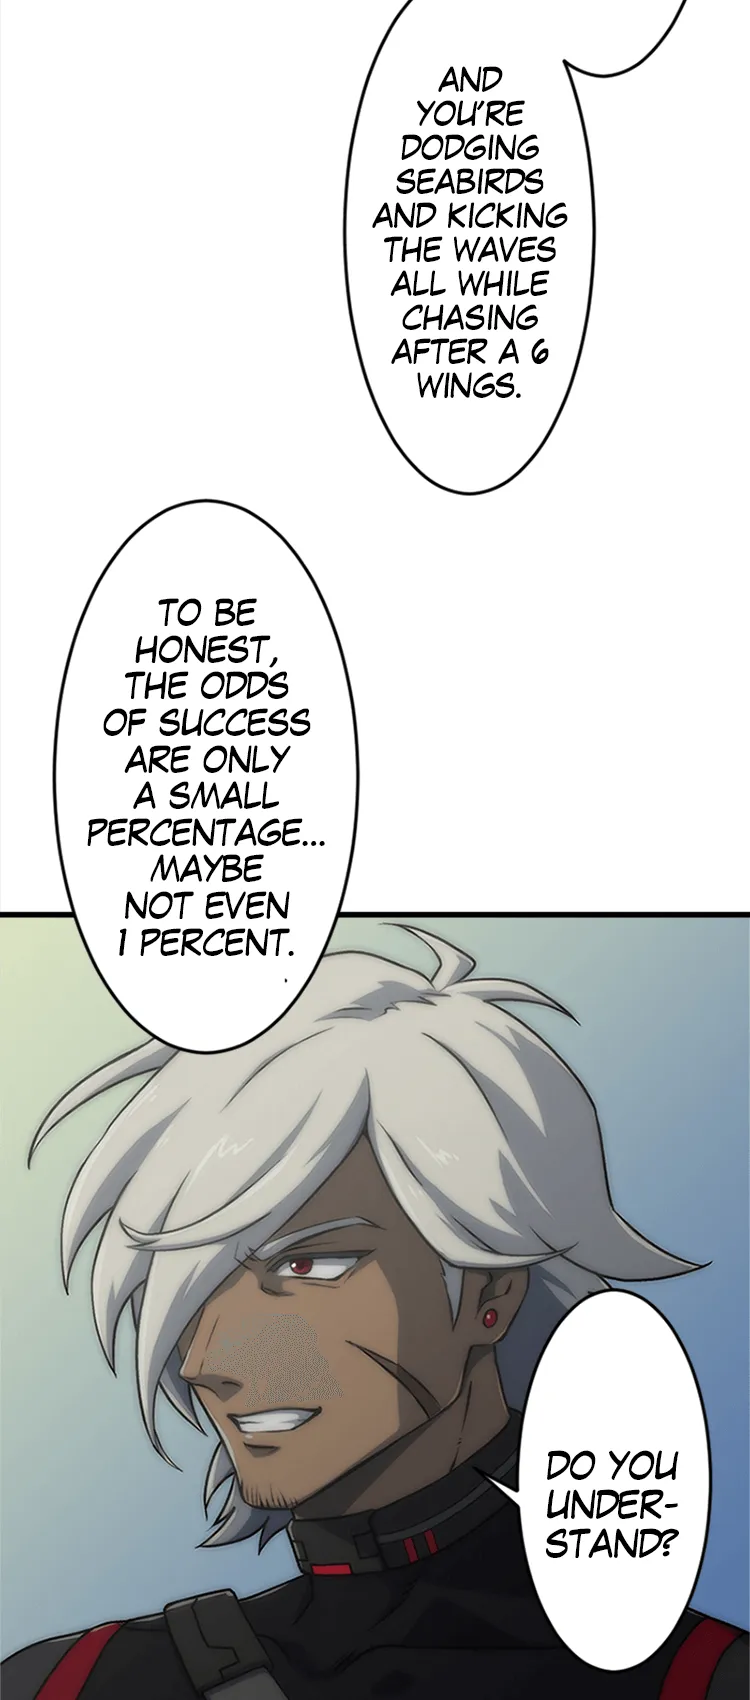 AND
YOU'RE
DODGING
SEABIRDS
AND KICKING
THE WAVES
ALL WHILE
CHASING
AFTER A 6
WINGS.
TO BE
HONEST,
THE ODDS
OF SUCCESS
ARE ONLY
A SMALL
PERCENTAGE...
MAYBE
NOT EVEN
1 PERCENT.
DO YOU
UNDER-
STAND?